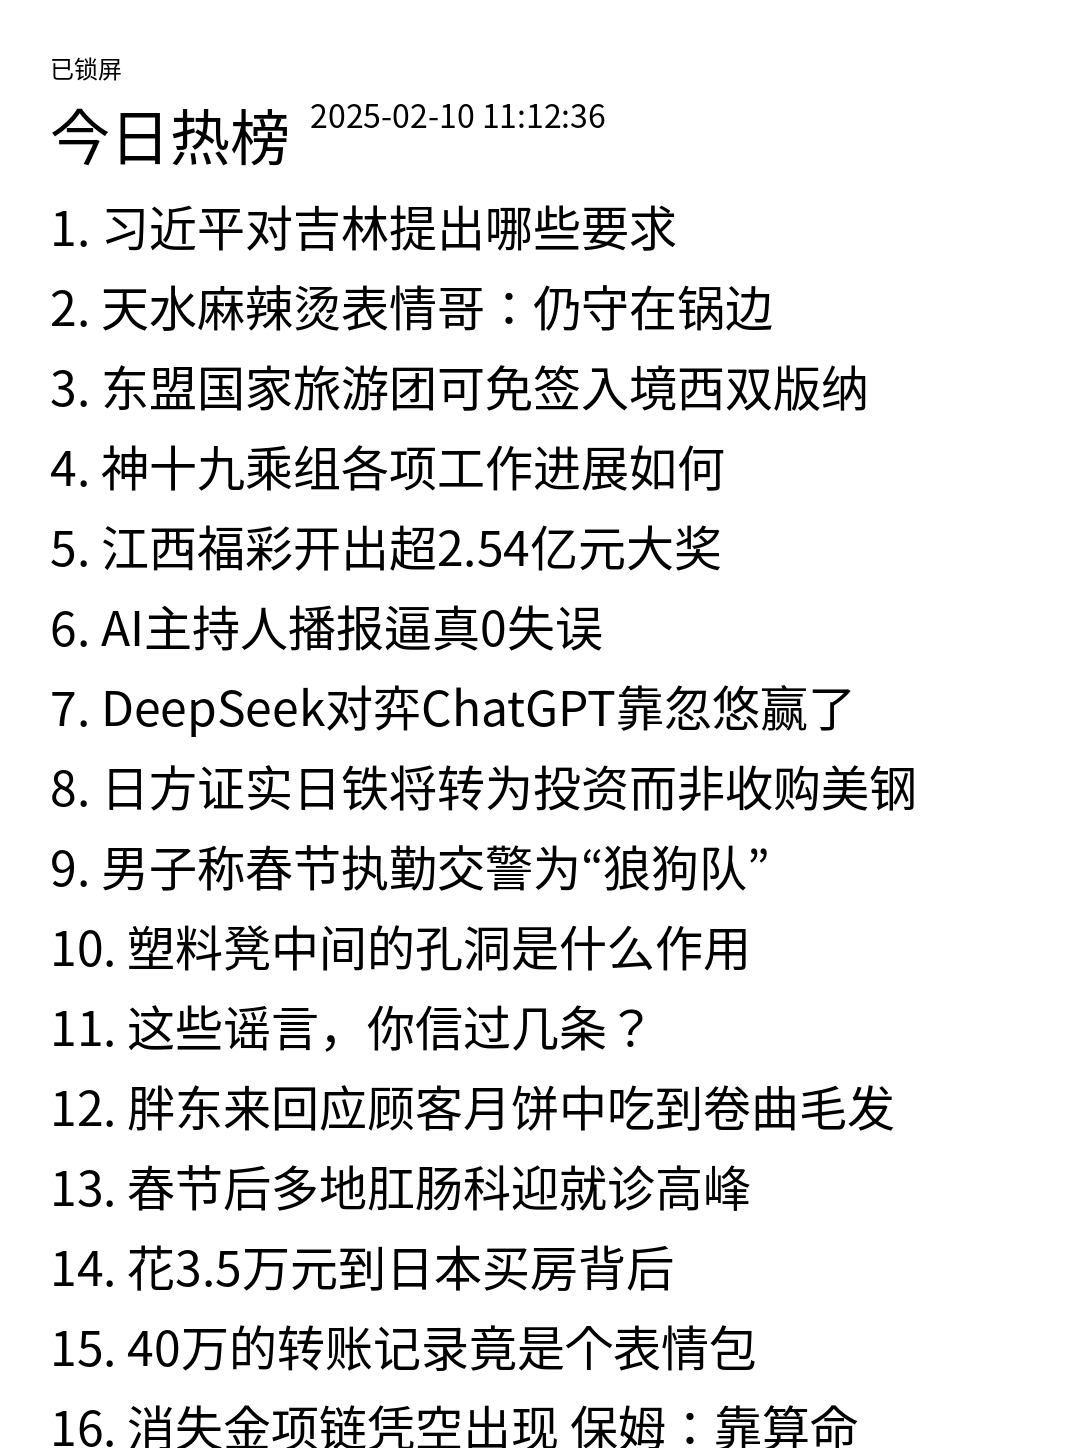 已锁屏
今日热榜 2025-02-10 11:12:36
1. 习近平对吉林提出哪些要求
2. 天水麻辣烫表情哥：仍守在锅边
3. 东盟国家旅游团可免签入境西双版纳
4. 神十九乘组各项工作进展如何
5. 江西福彩开出超2.54亿元大奖
6. AI主持人播报逼真0失误
7. DeepSeek对弈ChatGPT靠忽悠赢了
8. 日方证实日铁将转为投资而非收购美钢
9. 男子称春节执勤交警为“狼狗队”
10. 塑料凳中间的孔洞是什么作用
11. 这些谣言，你信过几条？
12. 胖东来回应顾客月饼中吃到卷曲毛发
13. 春节后多地肛肠科迎就诊高峰
14. 花3.5万元到日本买房背后
15. 40万的转账记录竟是个表情包
16. 消失金项链凭空出现 保姆：靠算命